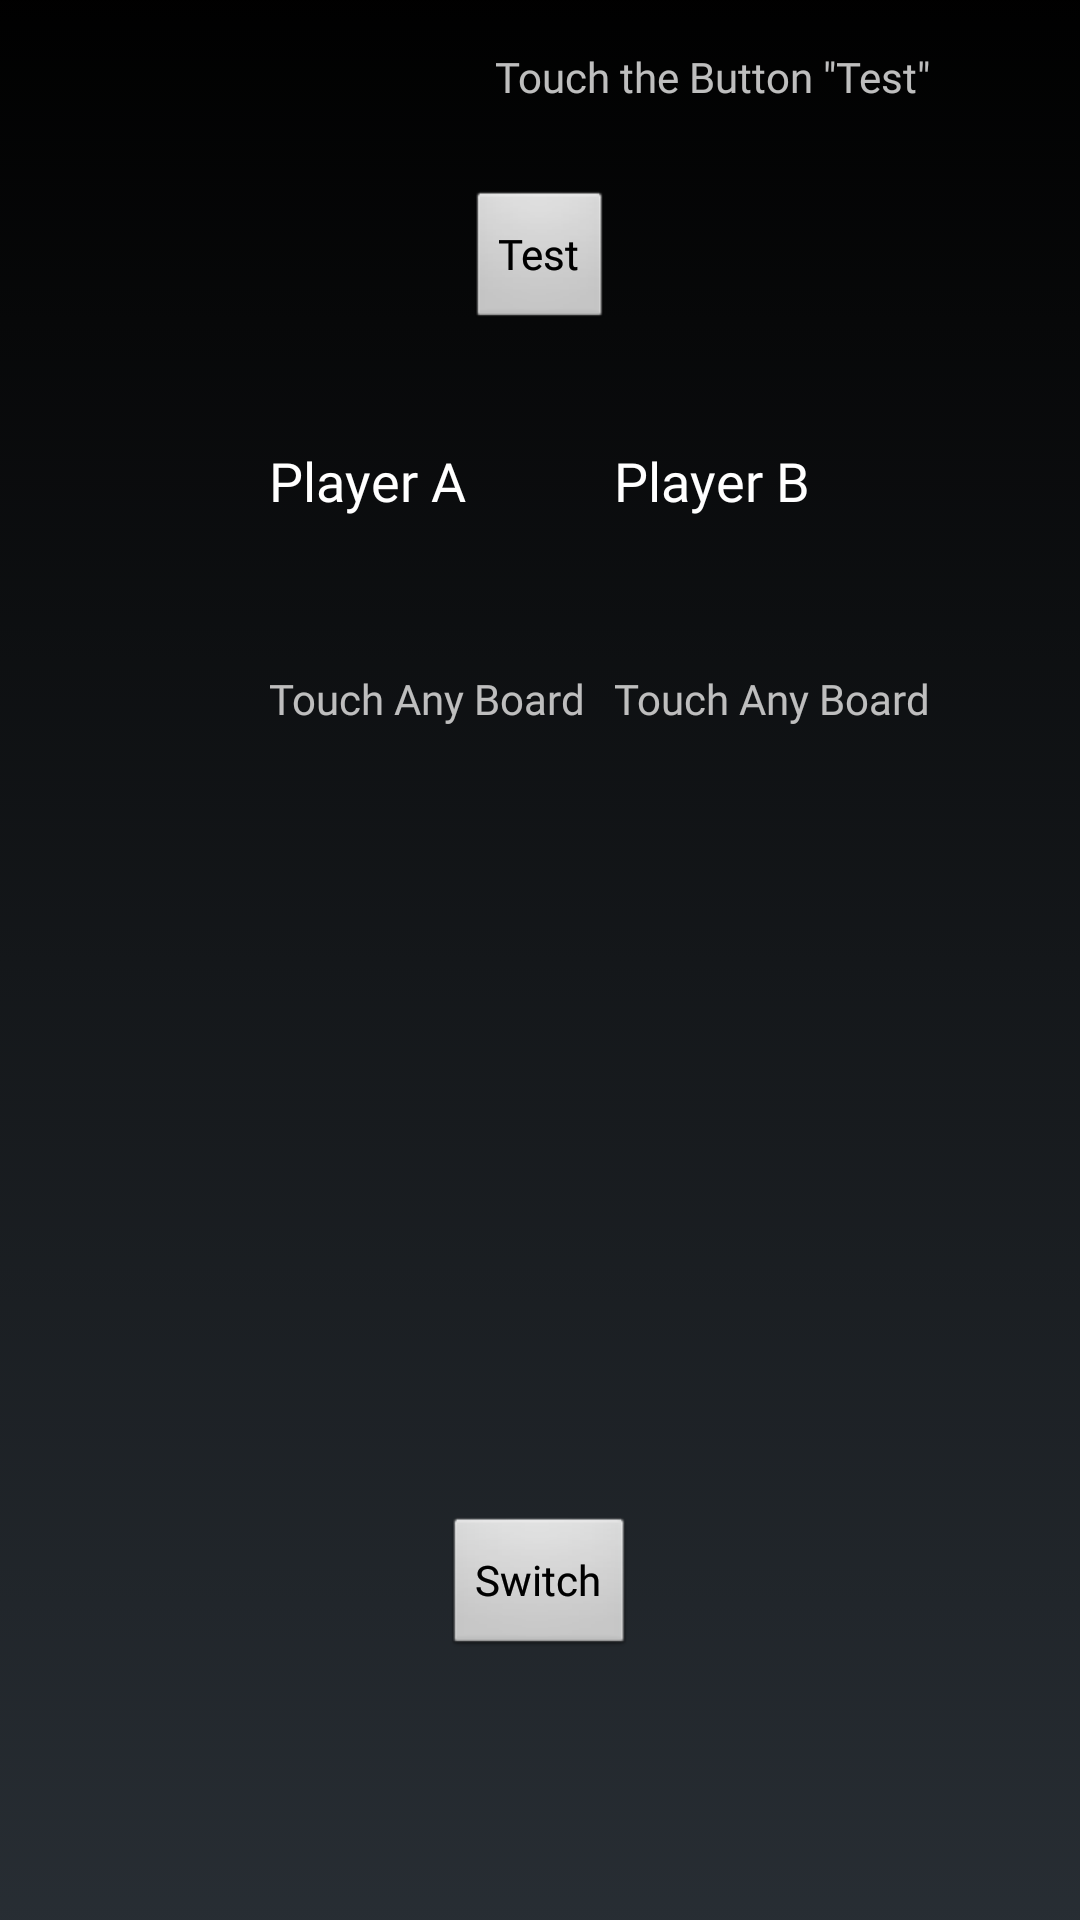 Touch the Button "Test"
Test
Player A Player B
Touch Any Board Touch Any Board
Switch